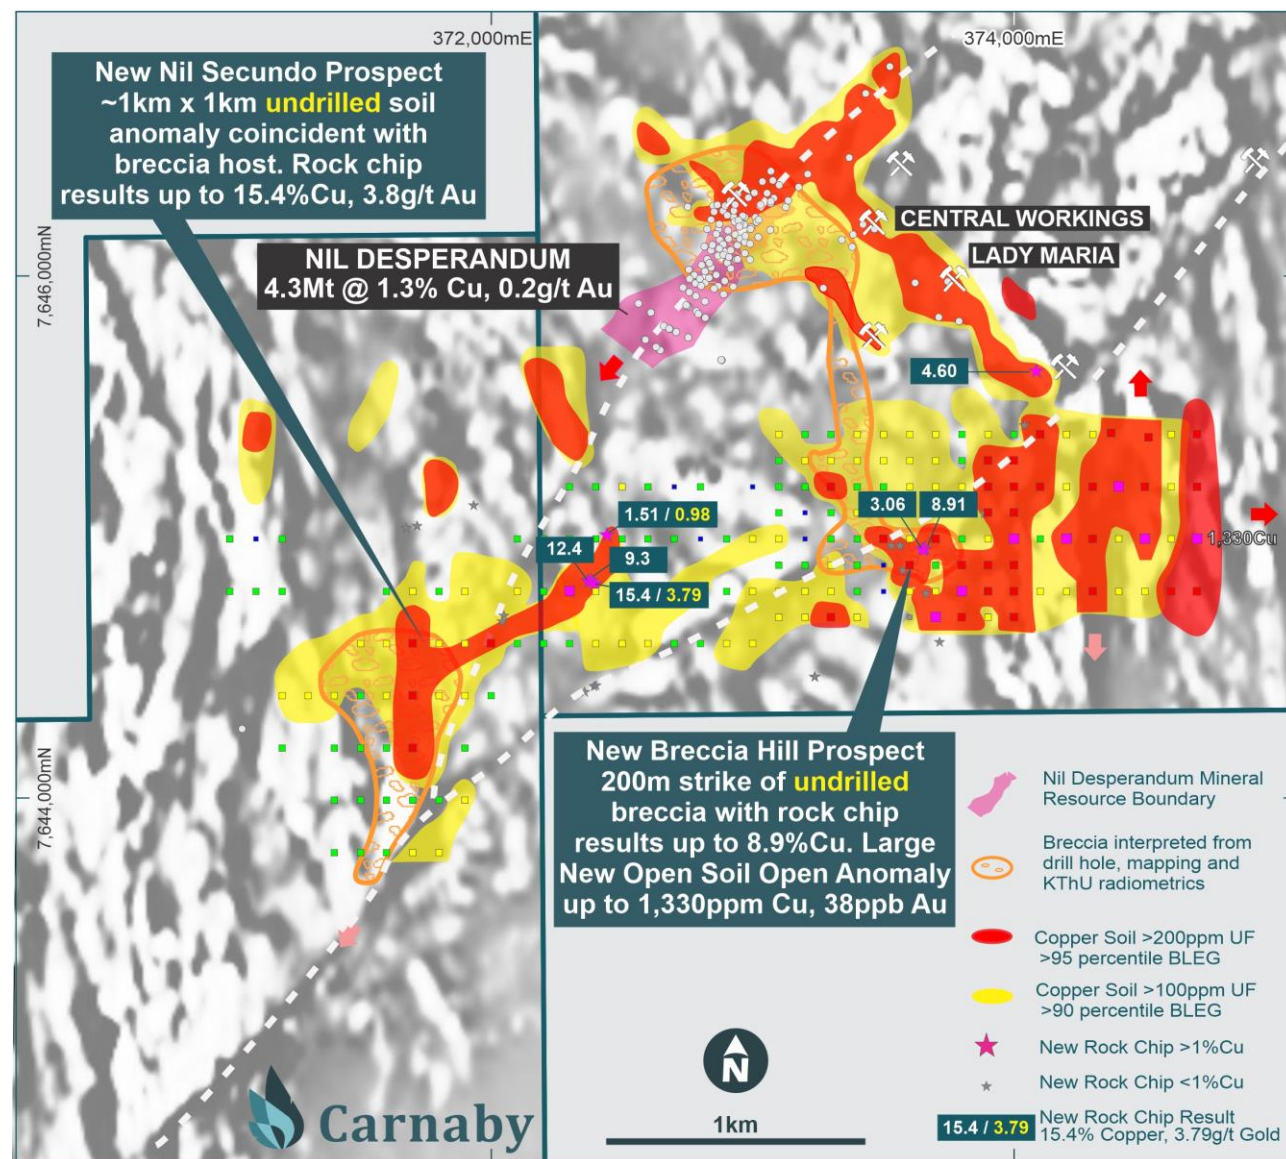 372,000mE
374,000mE
New Nil Secundo Prospect
~1km x 1km undrilled soil
anomaly coincident with
breccia host. Rock chip
results up to 15.4%Cu, 3.8g/t Au
CENTRAL WORKINGS
LADY MARIA
NIL DESPERANDUM
4.3Mt @ 1.3% Cu, 0.2g/t Au
7,646,000mN
4.60
3.06
8.91
1.51 / 0.98
1,330Cu
12.4
9.3
15.4 / 3.79
7,644,000mN
New Breccia Hill Prospect
200m strike of undrilled
breccia with rock chip
results up to 8.9%Cu. Large
New Open Soil Open Anomaly
up to 1,330ppm Cu, 38ppb Au
Nil Desperandum Mineral
Resource Boundary
Breccia interpreted from
drill hole, mapping and
KThU radiometrics
Copper Soil >200ppm UF
>95 percentile BLEG
Copper Soil >100ppm UF
>90 percentile BLEG
New Rock Chip >1%Cu
New Rock Chip <1%Cu
15.4 / 3.79
New Rock Chip Result
15.4% Copper, 3.79g/t Gold
N
1km
Carnaby